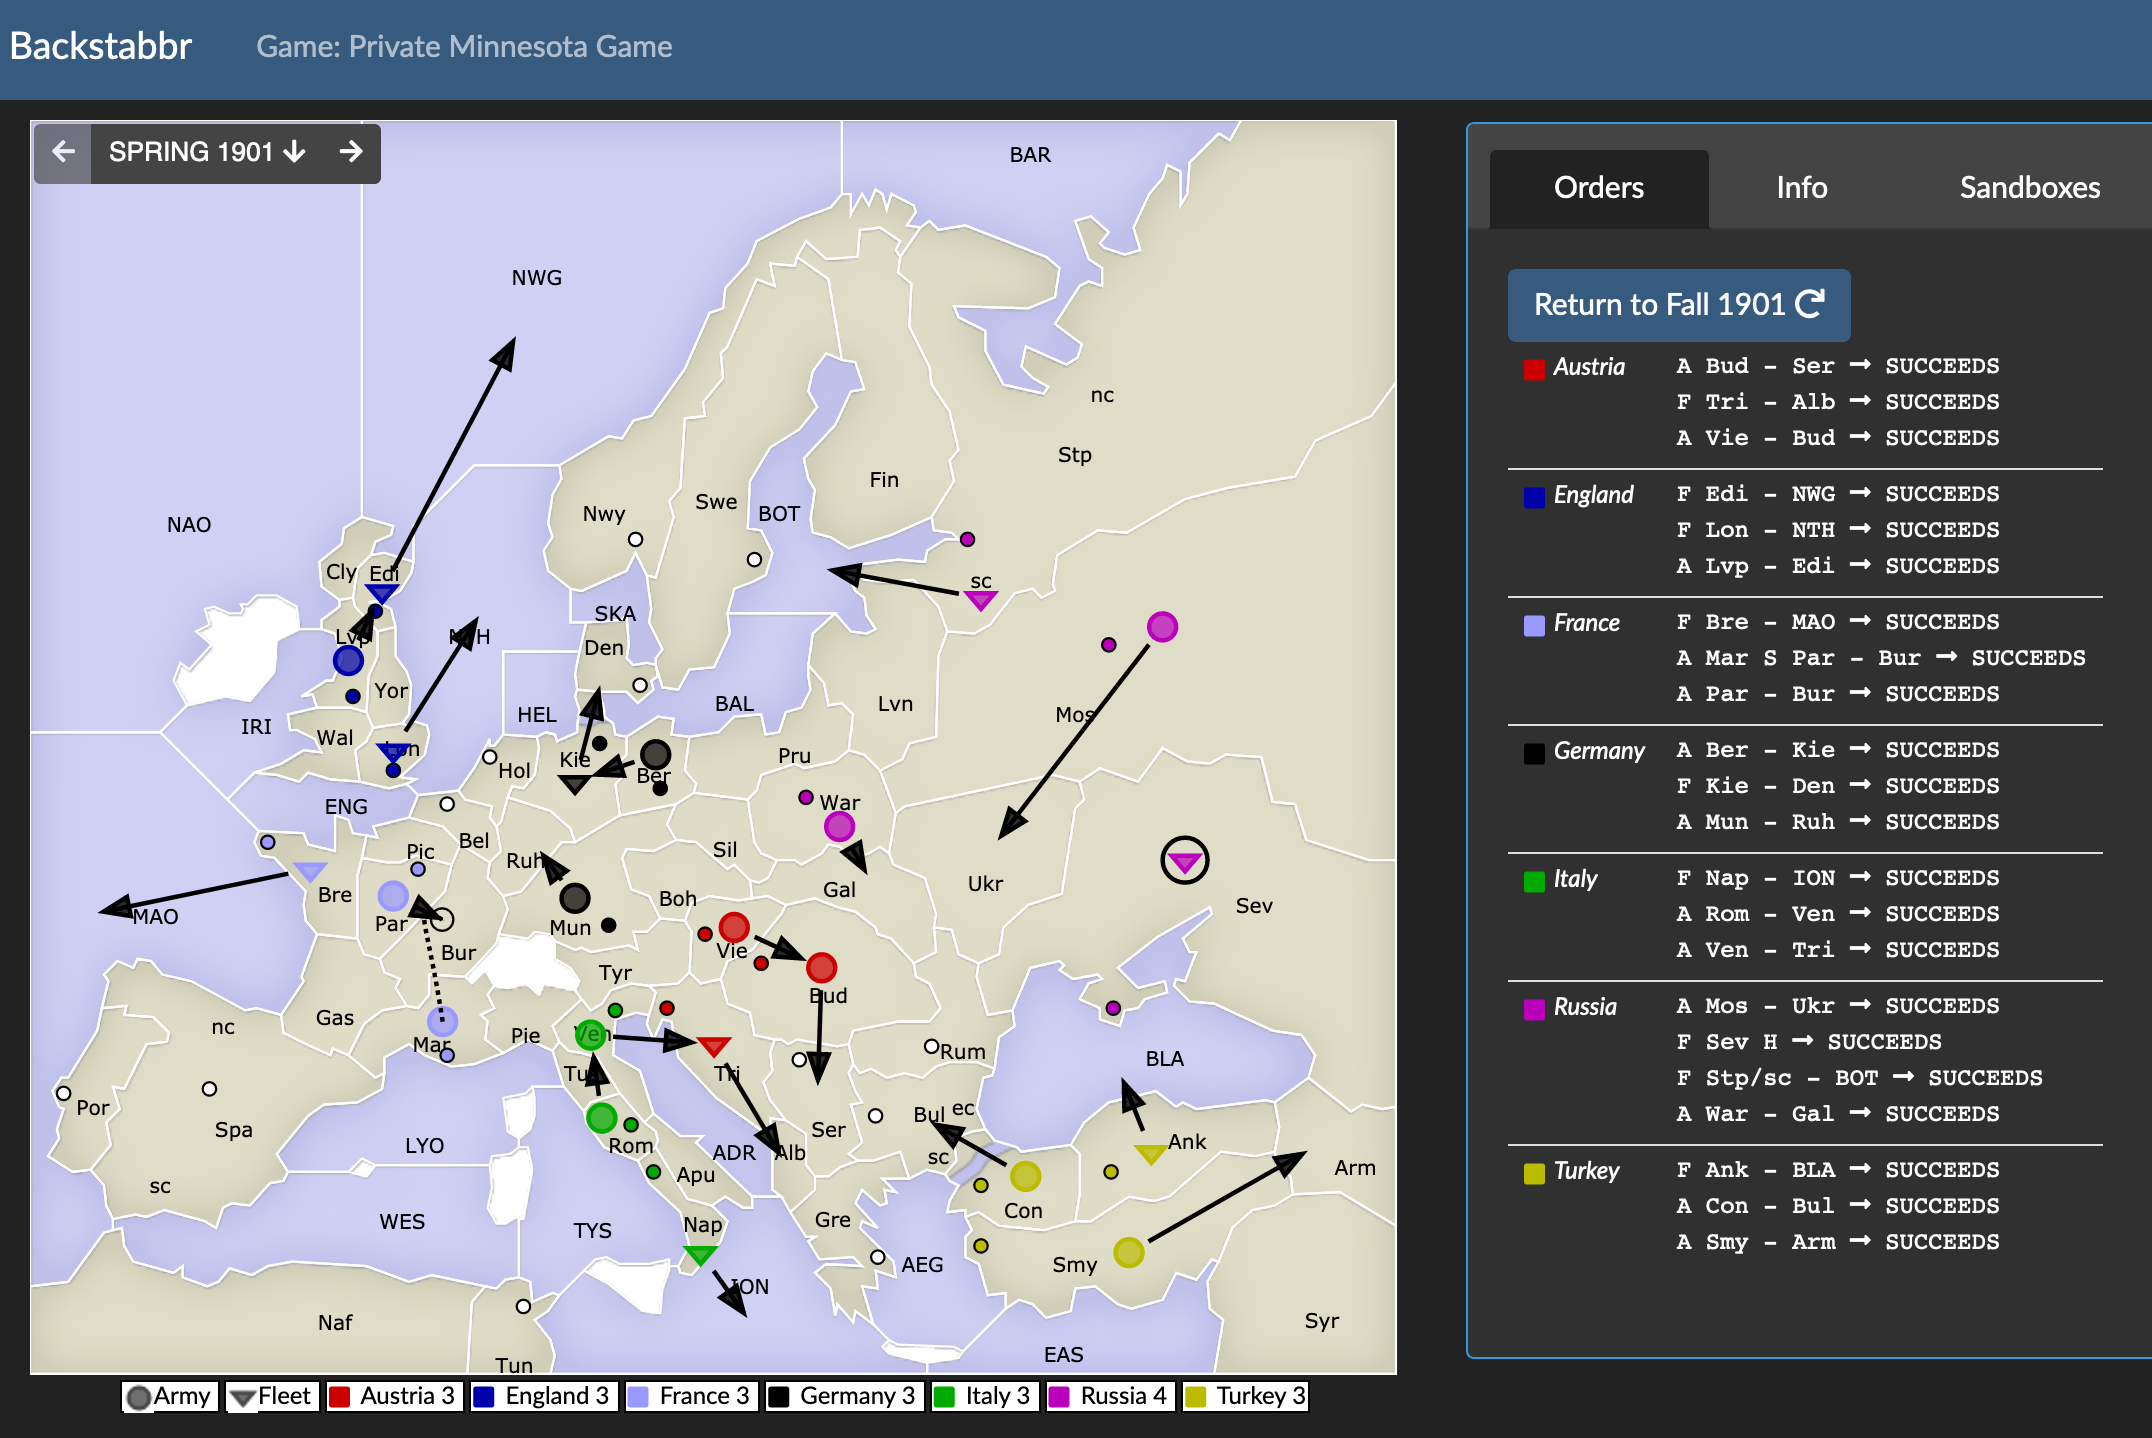 Backstabbr Game: Private Minnesota Game
SPRING 1901
Orders Info Sandboxes
Return to Fall 1901
Austria A Bud - Ser → SUCCEEDS
F Tri - Alb → SUCCEEDS
A Vie - Bud → SUCCEEDS
England F Edi - NWG → SUCCEEDS
F Lon - NTH → SUCCEEDS
A Lvp - Edi → SUCCEEDS
France F Bre - MAO → SUCCEEDS
A Mar S Par - Bur → SUCCEEDS
A Par - Bur → SUCCEEDS
Germany A Ber - Kie → SUCCEEDS
F Kie - Den → SUCCEEDS
A Mun - Ruh → SUCCEEDS
Italy F Nap - ION → SUCCEEDS
A Rom - Ven → SUCCEEDS
A Ven - Tri → SUCCEEDS
Russia A Mos - Ukr → SUCCEEDS
F Sev H → SUCCEEDS
F Stp/sc - BOT → SUCCEEDS
A War - Gal → SUCCEEDS
Turkey F Ank - BLA → SUCCEEDS
A Con - Bul → SUCCEEDS
A Smy - Arm → SUCCEEDS
BAR
NWG
nc
Stp
Fin
Swe
BOT
Nwy
NAO
Cly
Edi
sc
SKA
Lvp
NTH
Den
Yor
BAL
Lvn
Mos
HEL
IRI
Wal
Lon
Kie
Pru
Hol
Ber
ENG
War
Bel
Pic
Sil
Ruh
Gal
Ukr
Bre
Boh
Sev
MAO
Par
Mun
Bur
Vie
Tyr
Bud
nc
Gas
Pie
Ven
Mar
Rum
BLA
Tus
Tri
Por
Spa
Ser
Bul
ec
Ank
LYO
Rom
ADR
Alb
sc
Apu
Arm
sc
WES
TYS
Nap
Gre
Con
AEG
Smy
ION
Naf
Syr
Tun
EAS
Army Fleet Austria 3 England 3 France 3 Germany 3 Italy 3 Russia 4 Turkey 3